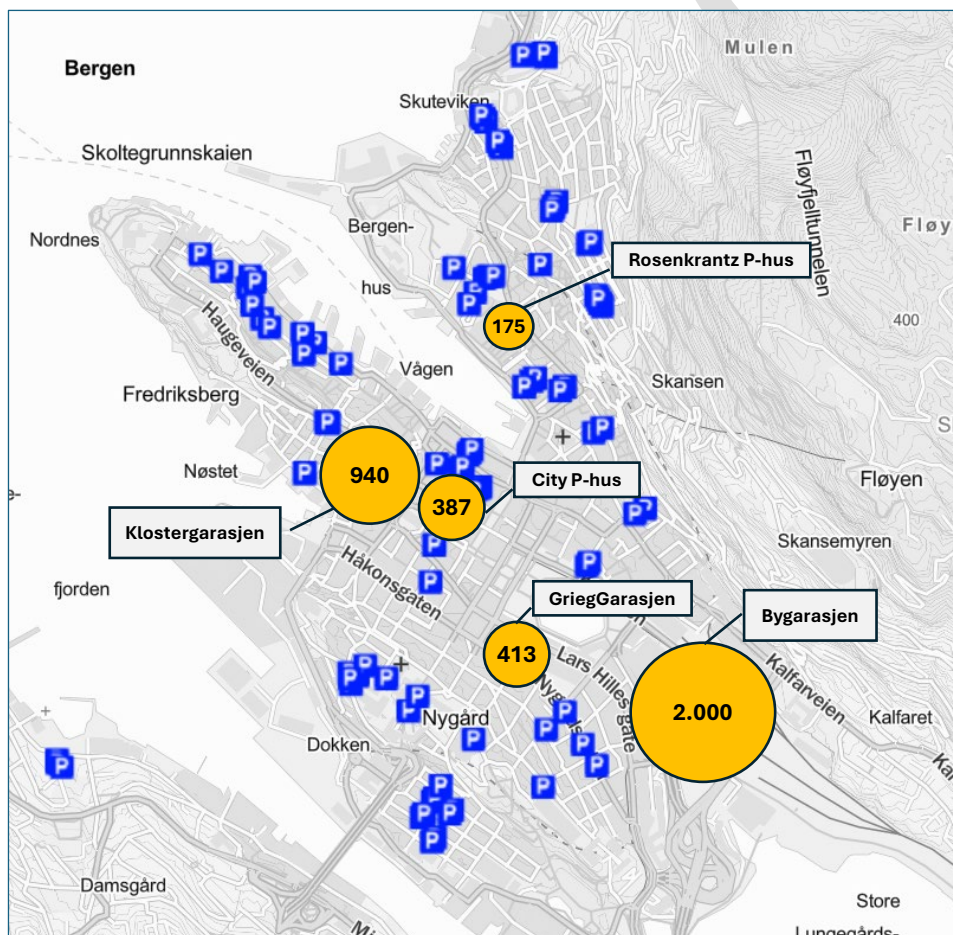 Mulen
Bergen
Skuteviken
Skoltegrunnskaien
Fløyfjelltunnelen
Bergen-
hus
Nordnes
Fløy
Rosenkrantz P-hus
175
400
Haugeveien
Vågen
Skansen
Fredriksberg
Nøstet
940
City P-hus
387
Fløyen
Klostergarasjen
Skansemyren
Håkonsgaten
fjorden
GriegGarasjen
Bygarasjen
413
Lars Hilles gate
2.000
Kalfarveien
Nygård
Kalfaret
Dokken
Damsgård
Store
Lungegårds-